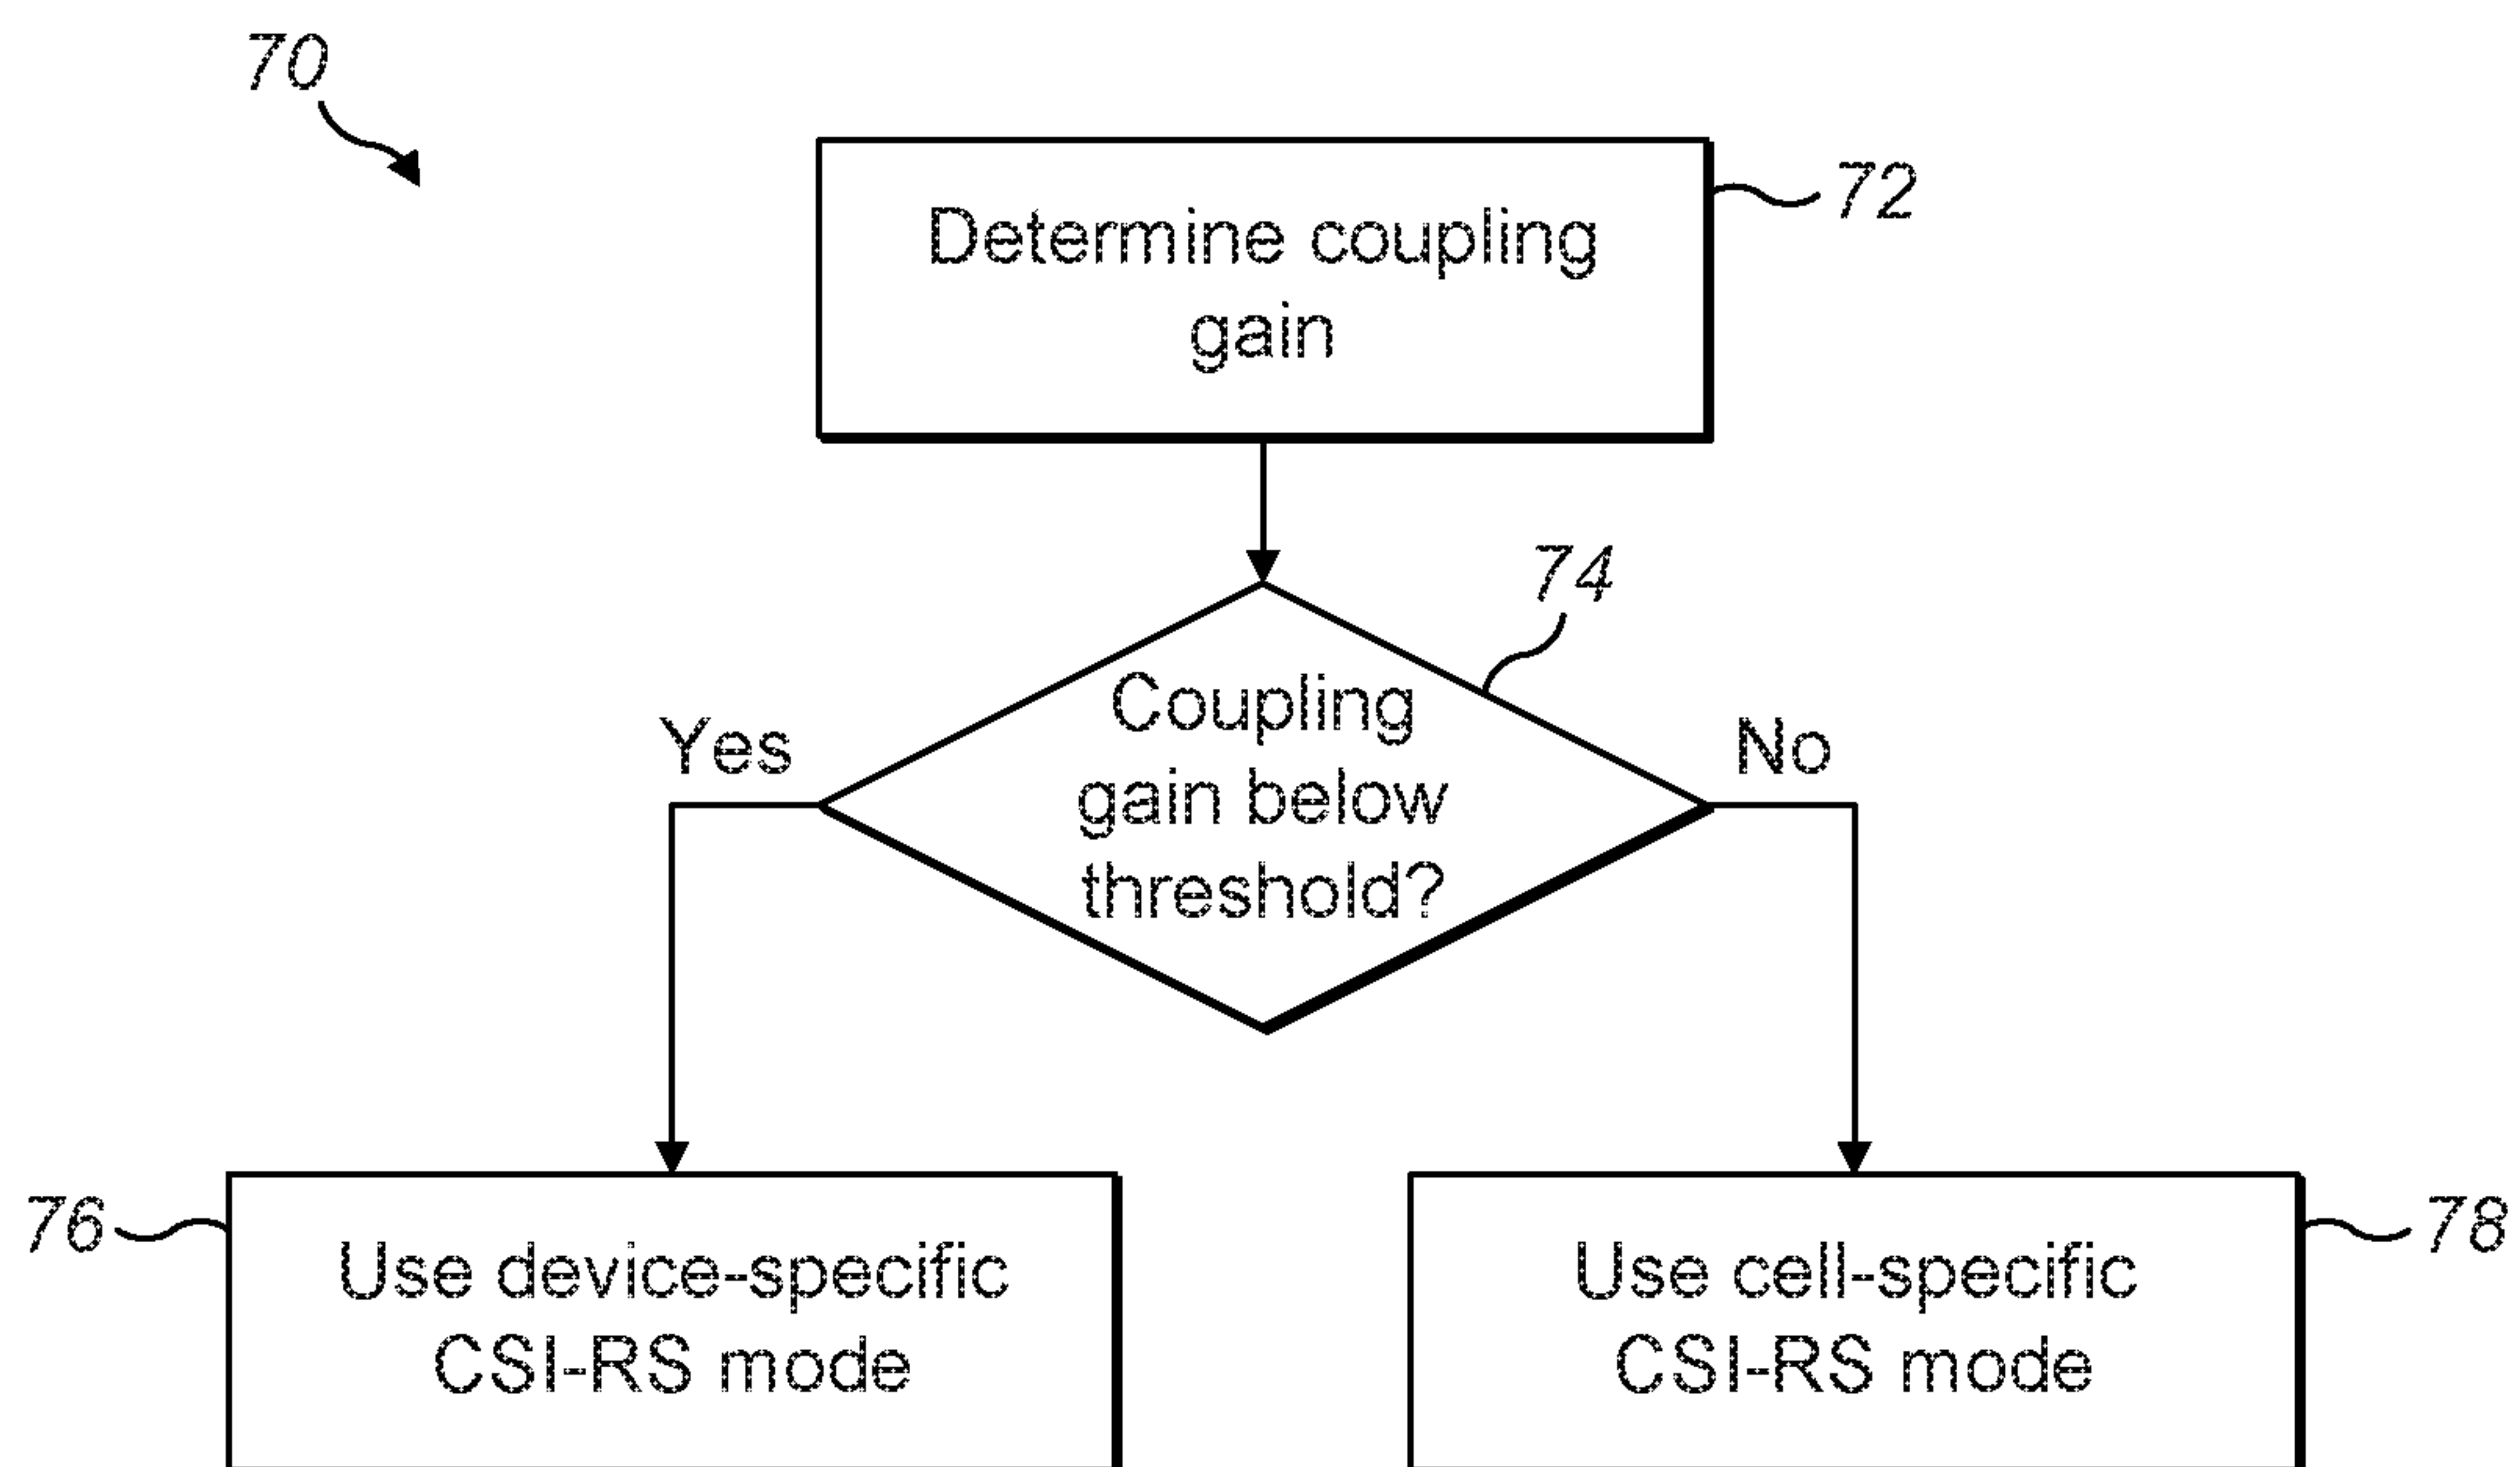 70
Determine coupling
gain
72
74
Coupling
gain below
threshold?
Yes
No
76
Use device-specific
CSI-RS mode
Use cell-specific
CSI-RS mode
78